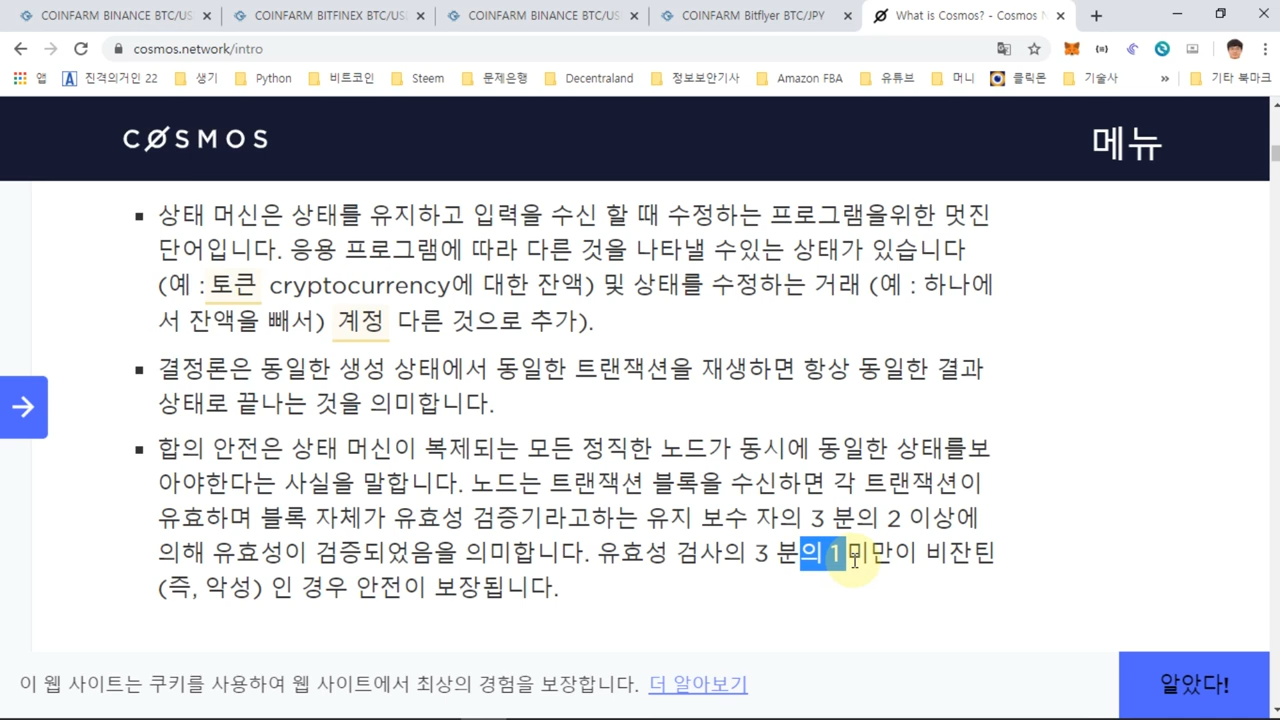 COINFARM BINANCE BTC/US
COINFARM BITFINEX BTC/US
COINFARM BINANCE BTC/US
COINFARM Bitflyer BTC/JPY
What is Cosmos? - Cosmos N
cosmos.network/intro
앱
진격의거인 22
생기
Python
비트코인
Steem
문제은행
Decentraland
정보보안기사
Amazon FBA
유튜브
머니
클릭몬
기술사
»
기타 북마크
COSMOS
메뉴
상태 머신은 상태를 유지하고 입력을 수신 할 때 수정하는 프로그램을위한 멋진
단어입니다. 응용 프로그램에 따라 다른 것을 나타낼 수있는 상태가 있습니다
(예 : 토큰 cryptocurrency에 대한 잔액) 및 상태를 수정하는 거래 (예 : 하나에
서 잔액을 빼서) 계정 다른 것으로 추가).
결정론은 동일한 생성 상태에서 동일한 트랜잭션을 재생하면 항상 동일한 결과
상태로 끝나는 것을 의미합니다.
합의 안전은 상태 머신이 복제되는 모든 정직한 노드가 동시에 동일한 상태를보
아야한다는 사실을 말합니다. 노드는 트랜잭션 블록을 수신하면 각 트랜잭션이
유효하며 블록 자체가 유효성 검증기라고하는 유지 보수 자의 3 분의 2 이상에
의해 유효성이 검증되었음을 의미합니다. 유효성 검사의 3 분의 1 미만이 비잔틴
(즉, 악성) 인 경우 안전이 보장됩니다.
이 웹 사이트는 쿠키를 사용하여 웹 사이트에서 최상의 경험을 보장합니다. 더 알아보기
알았다!